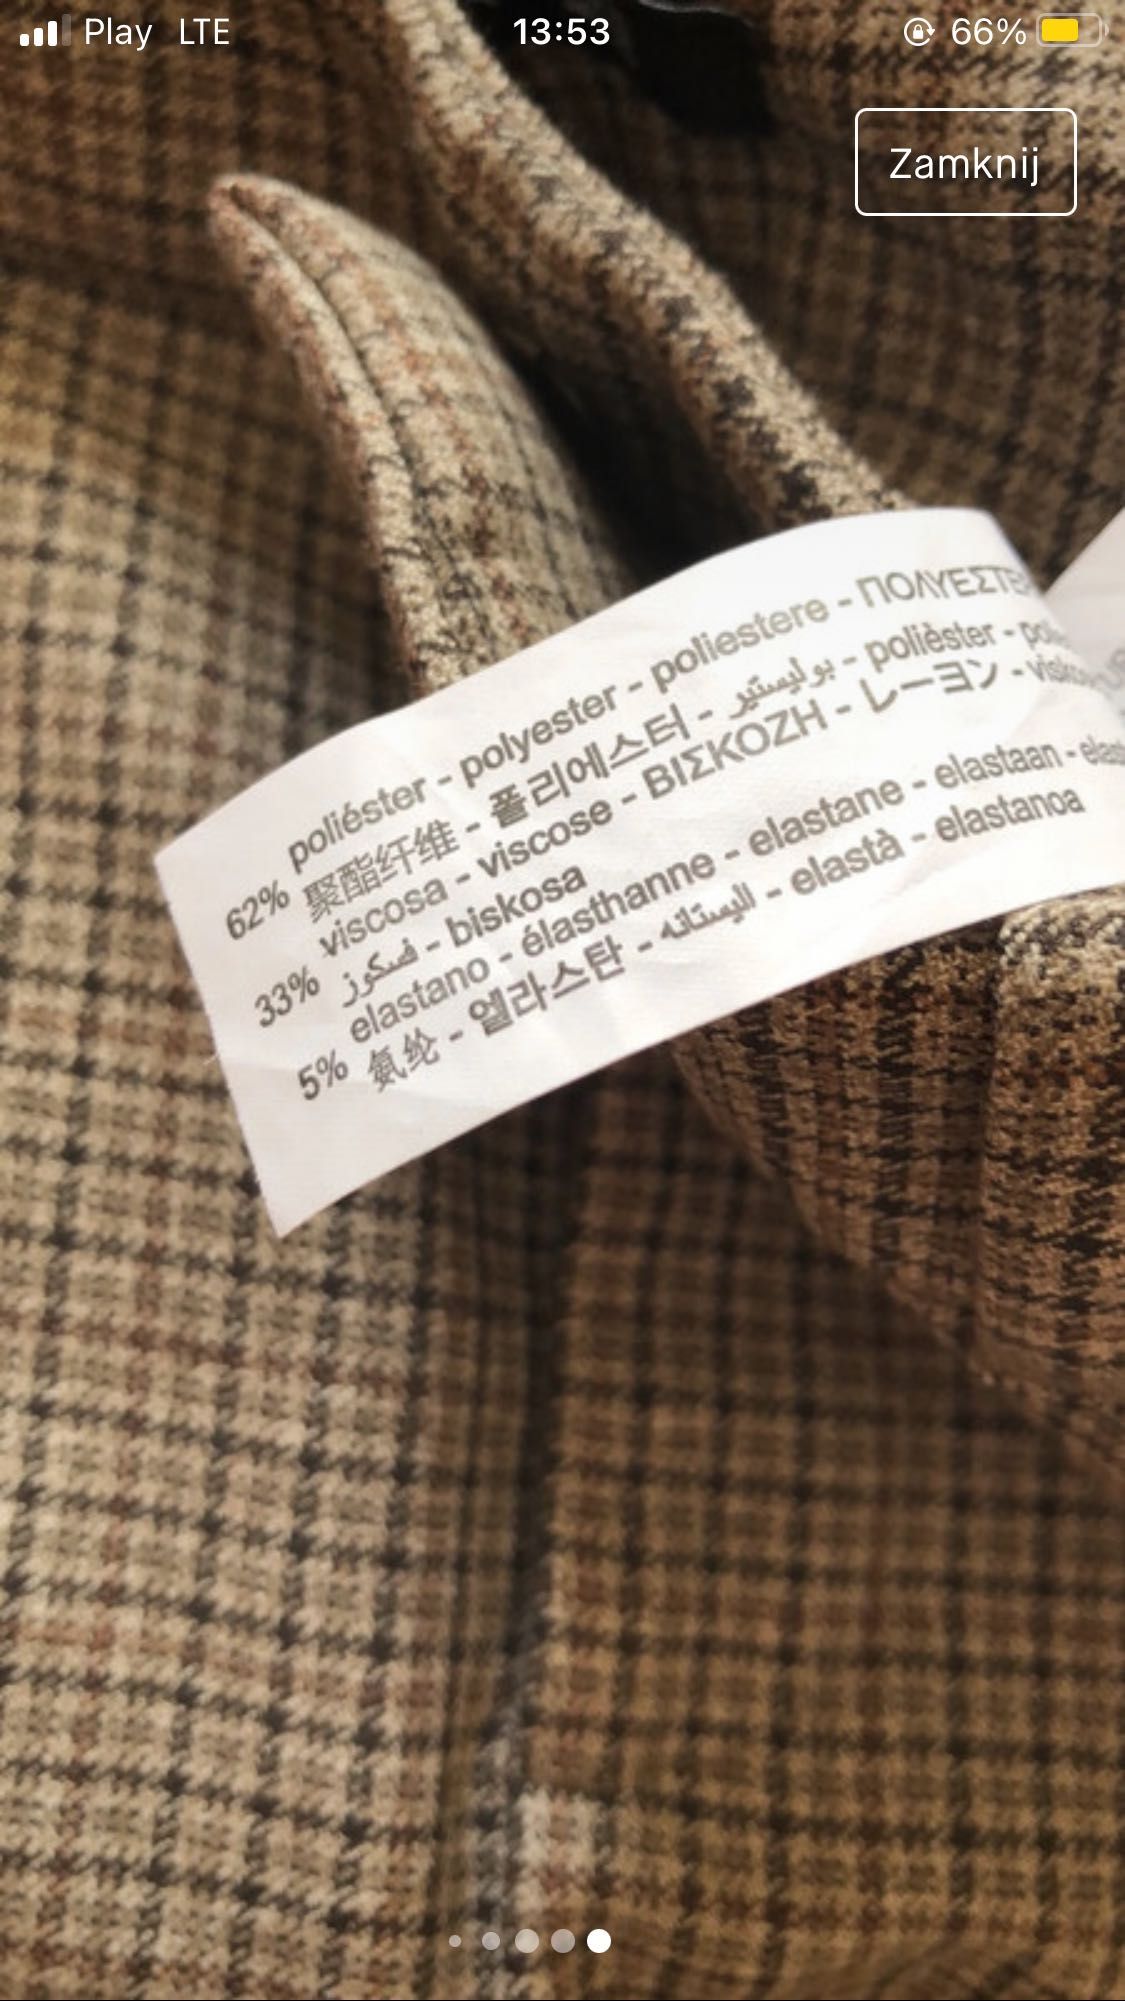 Play LTE 13:53 66%
Zamknij
62% poliéster - polyester - poliestere - ΠΟΛΥΕΣΤΕ
聚酯纤维 - 폴리에스터 - بوليستير - polièster -
33% viscosa - viscose - ΒΙΣΚΟΖΗ - レーヨン -
فسكوز - biskosa
5% elastano - élasthanne - elastane - elastaan -
氨纶 - 엘라스탄 - اليستانه - elastà - elastanoa